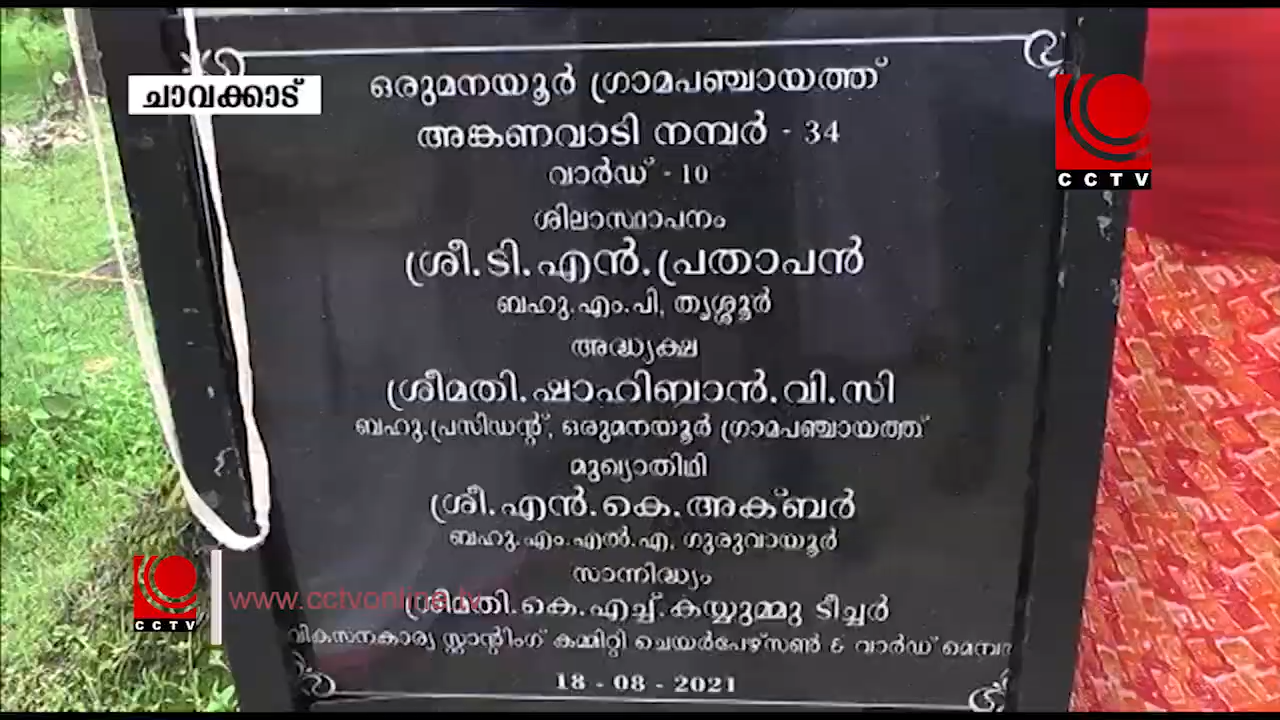 ചാവക്കാട്
CCTV
ഒരുമനയൂർ ഗ്രാമപഞ്ചായത്ത്
അങ്കണവാടി നമ്പർ - 34
വാർഡ് - 10
ശിലാസ്ഥാപനം
ശ്രീ.ടി.എൻ.പ്രതാപൻ
ബഹു.എം.പി, തൃശ്ശൂർ
അദ്ധ്യക്ഷ
ശ്രീമതി.ഷാഹിബാൻ.വി.സി
ബഹു.പ്രസിഡന്റ്, ഒരുമനയൂർ ഗ്രാമപഞ്ചായത്ത്
മുഖ്യാതിഥി
ശ്രീ.എൻ.കെ.അക്ബർ
ബഹു.എം.എൽ.എ, ഗുരുവായൂർ
സാന്നിദ്ധ്യം
ശ്രീമതി.കെ.എച്ച്.കയ്യുമ്മു ടീച്ചർ
വികസനകാര്യ സ്റ്റാന്റിംഗ് കമ്മിറ്റി ചെയർപേഴ്സൺ & വാർഡ് മെമ്പർ
18 - 08 - 2021
CCTV
www.cctvonline.tv